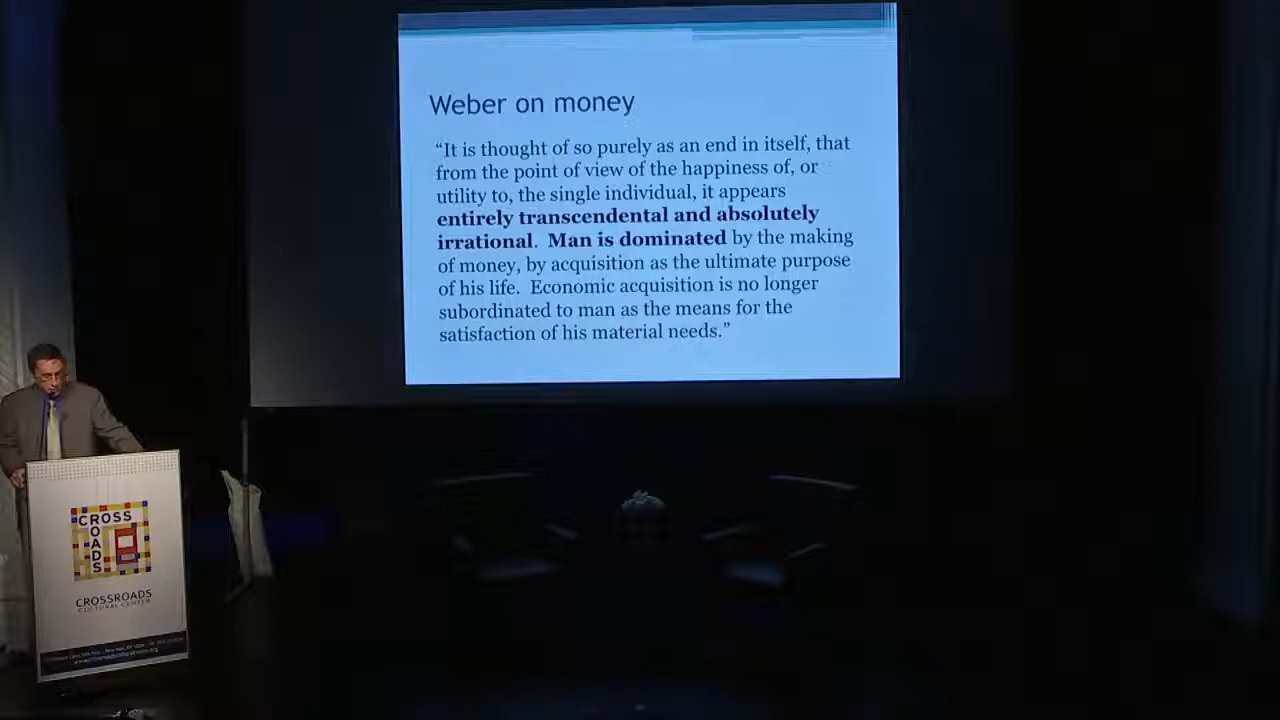 Weber on money
“It is thought of so purely as an end in itself, that
from the point of view of the happiness of, or
utility to, the single individual, it appears
entirely transcendental and absolutely
irrational. Man is dominated by the making
of money, by acquisition as the ultimate purpose
of his life. Economic acquisition is no longer
subordinated to man as the means for the
satisfaction of his material needs.”
CROSS
OADS
CROSSROADS
CULTURAL CENTER